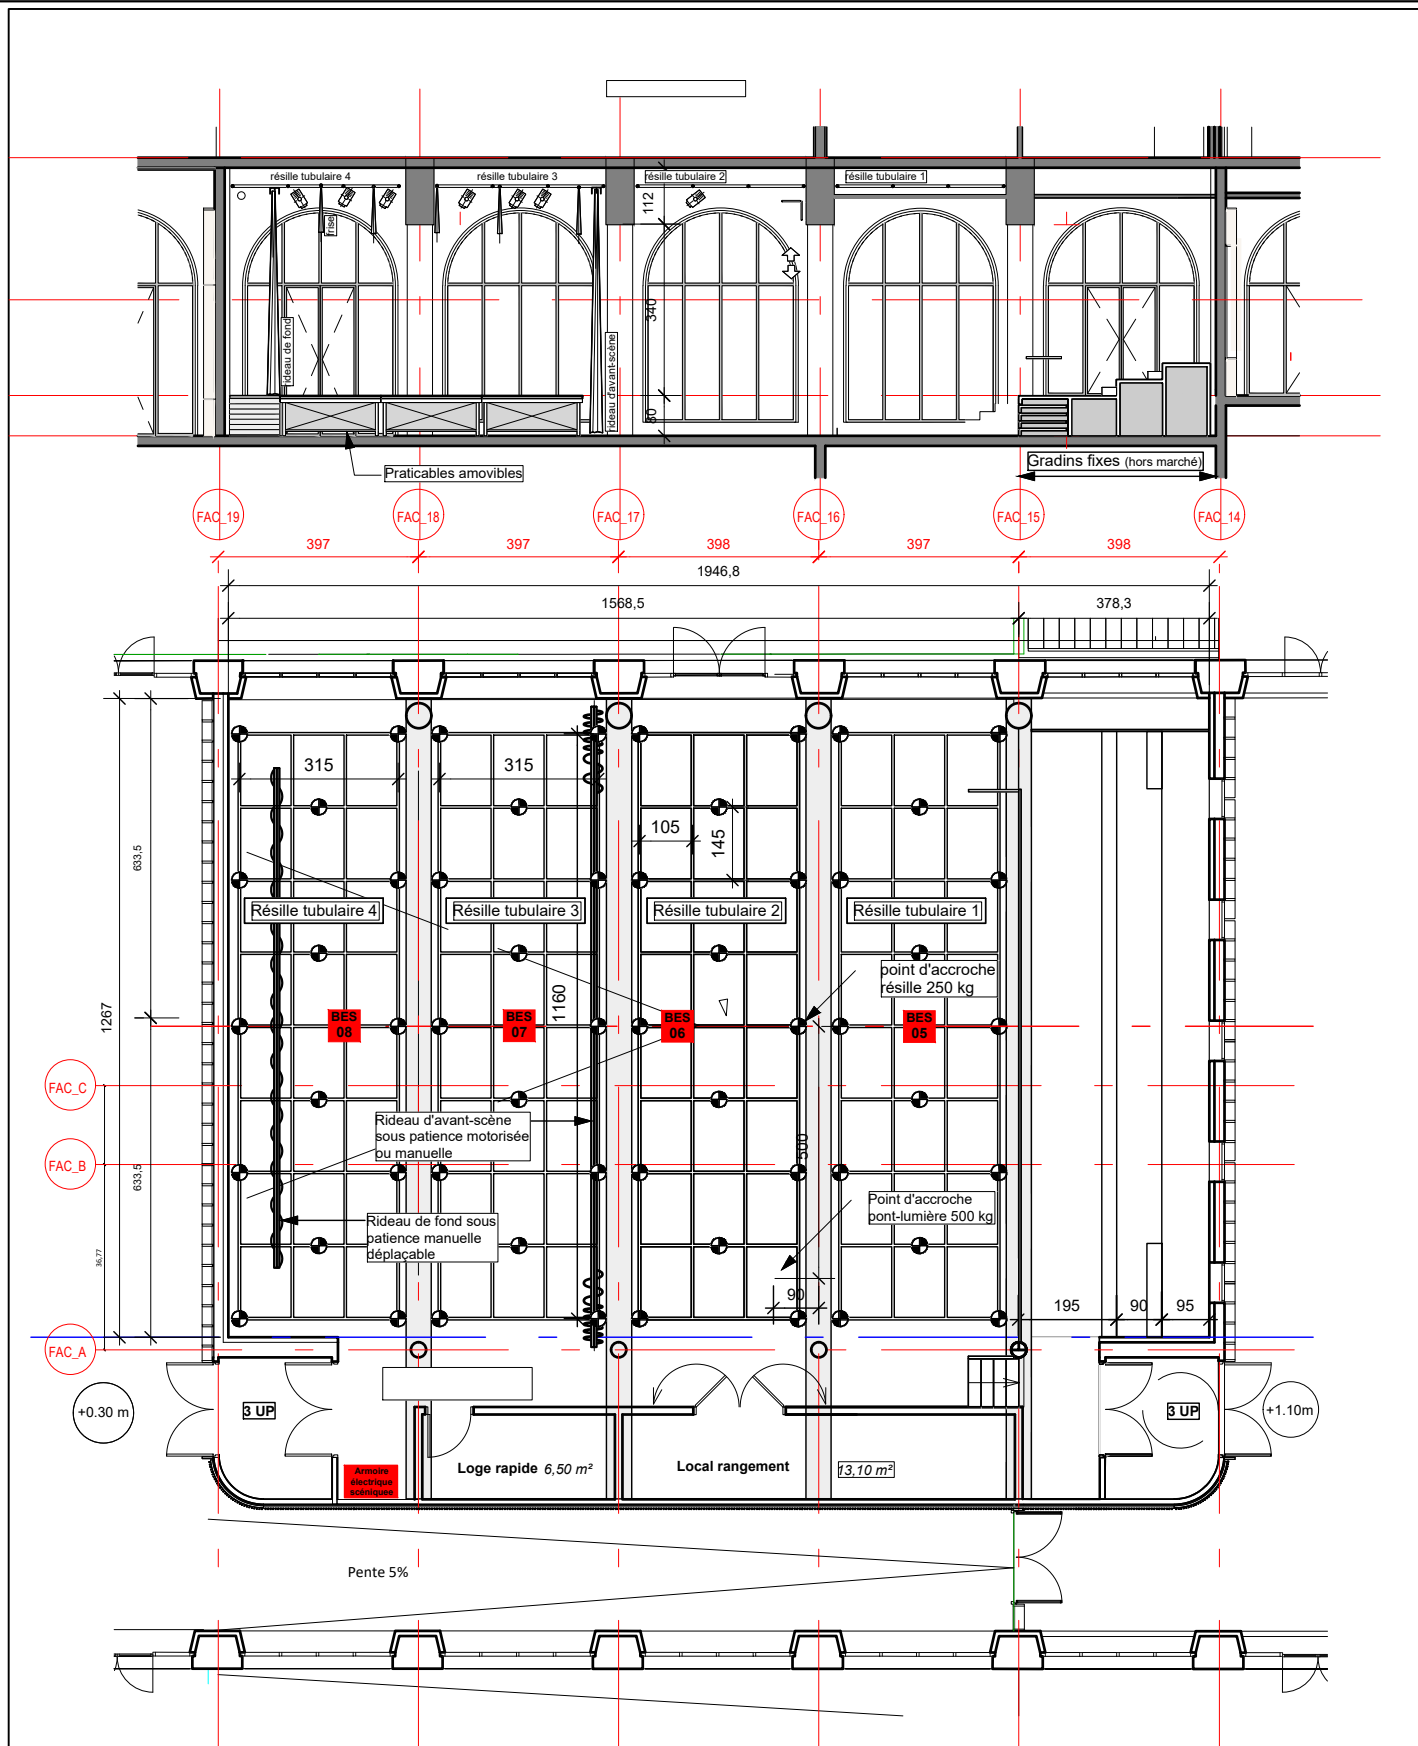 résille tubulaire 4
résille tubulaire 3
résille tubulaire 2
résille tubulaire 1
112
frise
340
ideau de fond
rideau d'avant-scène
80
Praticables amovibles
Gradins fixes (hors marché)
FAC_19
FAC_18
FAC_17
FAC_16
FAC_15
FAC_14
397
397
398
397
398
1946,8
1568,5
378,3
315
315
105
145
633,5
Résille tubulaire 4
Résille tubulaire 3
Résille tubulaire 2
Résille tubulaire 1
point d'accroche
résille 250 kg
1267
1160
BES
08
BES
07
BES
06
BES
05
FAC_C
Rideau d'avant-scène
sous patience motorisée
ou manuelle
500
FAC_B
633,5
Point d'accroche
pont-lumière 500 kg
Rideau de fond sous
patience manuelle
déplaçable
36,77
90
195
90
95
FAC_A
+0.30 m
3 UP
3 UP
+1.10m
Armoire
électrique
scénique
Loge rapide 6,50 m²
Local rangement
13,10 m²
Pente 5%